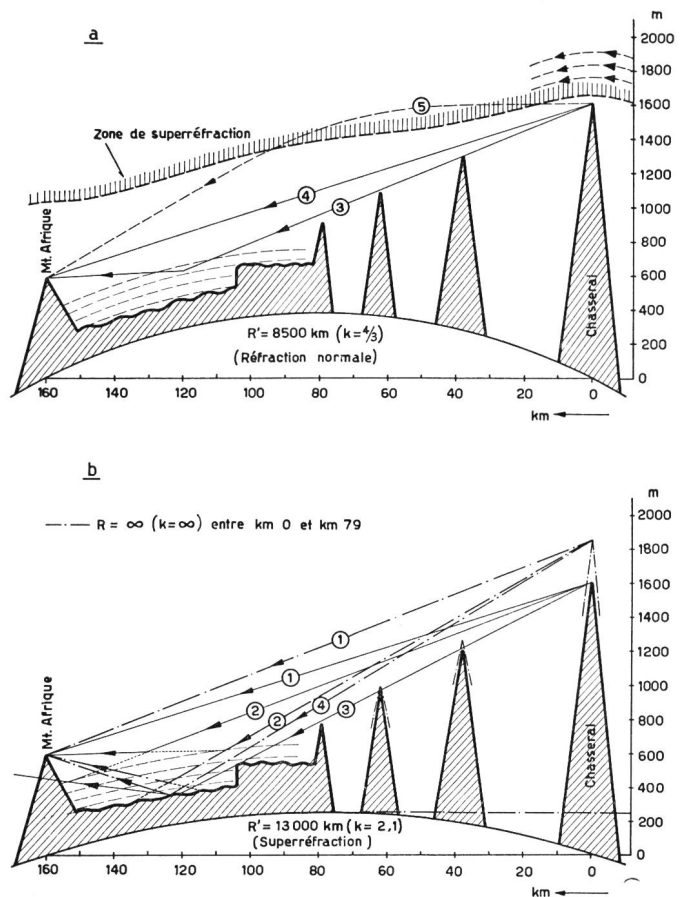 a
m
2000
1800
1600
1400
1200
1000
800
600
400
200
0
5
Zone de superréfraction
4
3
Mt. Afrique
Chasseral
R' = 8500 km (k=4/3)
(Réfraction normale)
160 140 120 100 80 60 40 20 0
km
b
m
2000
1800
1600
1400
1200
1000
800
600
400
200
0
R = ∞ (k=∞) entre km 0 et km 79
1
1
2 2 4 3
Mt. Afrique
Chasseral
R' = 13 000 km (k = 2,1)
(Superréfraction)
160 140 120 100 80 60 40 20 0
km